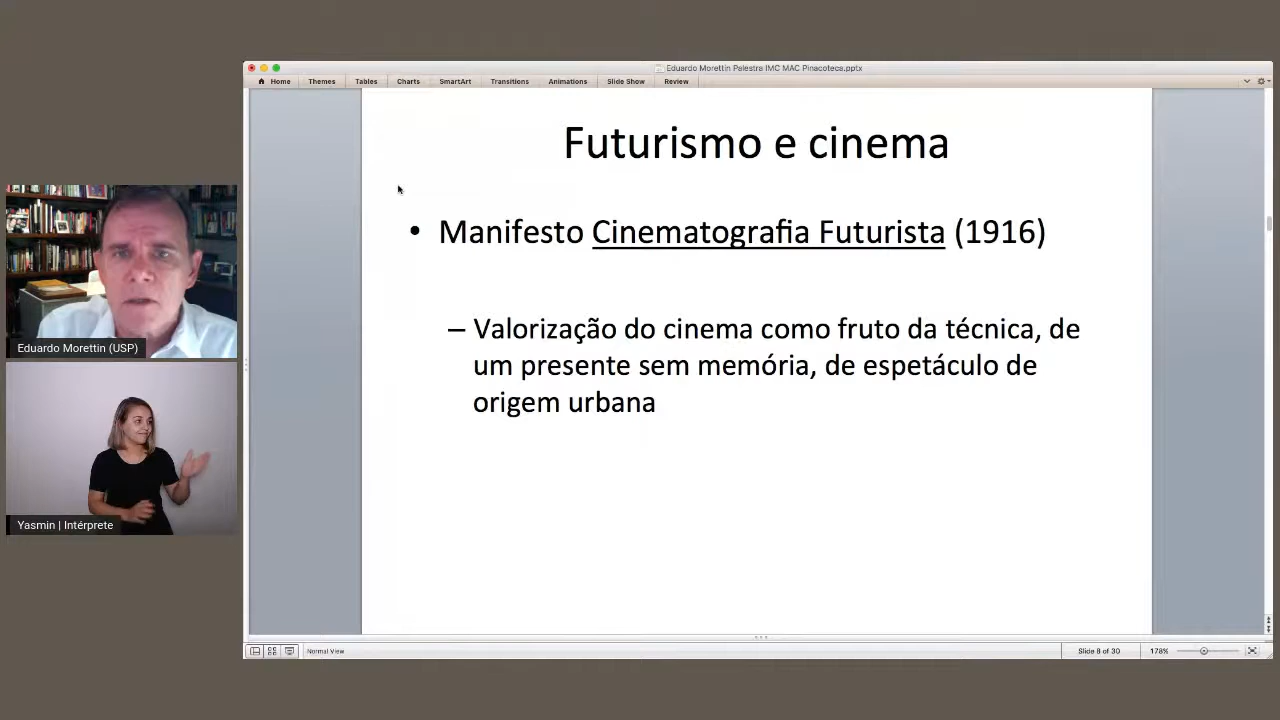 Eduardo Morettin Palestra IMC MAC Pinacoteca.pptx
Home Themes Tables Charts SmartArt Transitions Animations Slide Show Review
Futurismo e cinema
• Manifesto Cinematografia Futurista (1916)
– Valorização do cinema como fruto da técnica, de
um presente sem memória, de espetáculo de
origem urbana
Eduardo Morettin (USP)
Yasmin | Intérprete
Normal View
Slide 8 of 30
178%